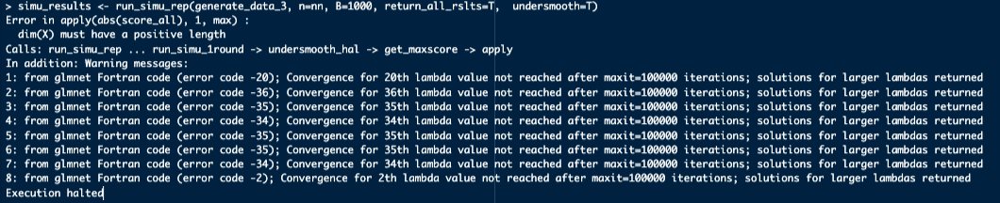 > simu_results <- run_simu_rep(generate_data_3, n=nn, B=1000, return_all_rslts=T,  undersmooth=T)
Error in apply(abs(score_all), 1, max) :
  dim(X) must have a positive length
Calls: run_simu_rep ... run_simu_1round -> undersmooth_hal -> get_maxscore -> apply
In addition: Warning messages:
1: from glmnet Fortran code (error code -20); Convergence for 20th lambda value not reached after maxit=100000 iterations; solutions for larger lambdas returned
2: from glmnet Fortran code (error code -36); Convergence for 36th lambda value not reached after maxit=100000 iterations; solutions for larger lambdas returned
3: from glmnet Fortran code (error code -35); Convergence for 35th lambda value not reached after maxit=100000 iterations; solutions for larger lambdas returned
4: from glmnet Fortran code (error code -34); Convergence for 34th lambda value not reached after maxit=100000 iterations; solutions for larger lambdas returned
5: from glmnet Fortran code (error code -35); Convergence for 35th lambda value not reached after maxit=100000 iterations; solutions for larger lambdas returned
6: from glmnet Fortran code (error code -35); Convergence for 35th lambda value not reached after maxit=100000 iterations; solutions for larger lambdas returned
7: from glmnet Fortran code (error code -34); Convergence for 34th lambda value not reached after maxit=100000 iterations; solutions for larger lambdas returned
8: from glmnet Fortran code (error code -2); Convergence for 2th lambda value not reached after maxit=100000 iterations; solutions for larger lambdas returned
Execution halted